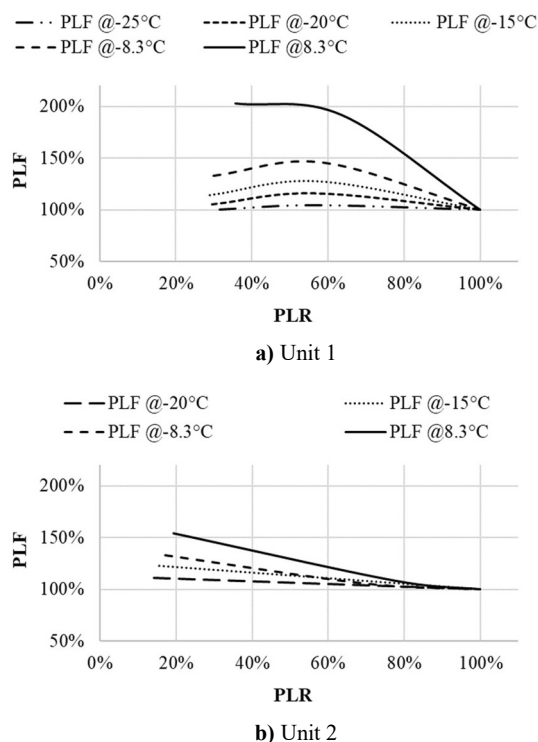 PLF @-25°C PLF @-20°C PLF @-15°C
PLF @-8.3°C PLF @8.3°C
200%
150%
100%
50%
0% 20% 40% 60% 80% 100%
PLF
PLR
a) Unit 1
PLF @-20°C PLF @-15°C
PLF @-8.3°C PLF @8.3°C
200%
150%
100%
50%
0% 20% 40% 60% 80% 100%
PLF
PLR
b) Unit 2